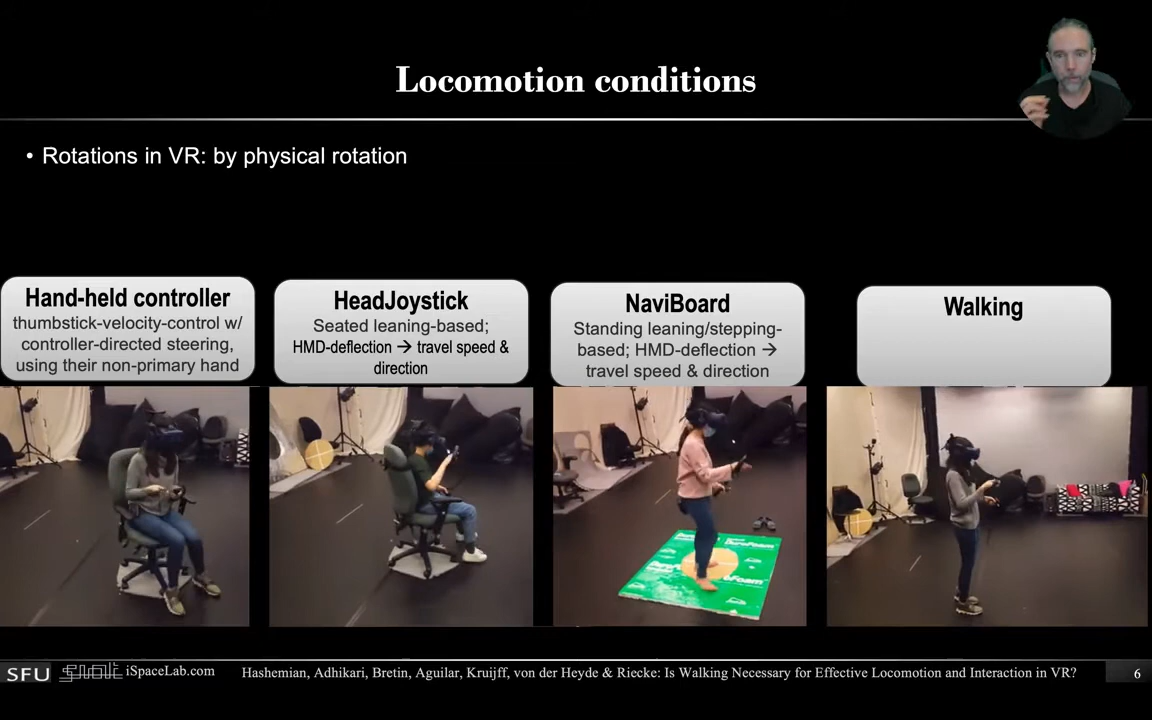 Locomotion conditions
• Rotations in VR: by physical rotation
Hand-held controller
thumbstick-velocity-control w/
controller-directed steering,
using their non-primary hand
HeadJoystick
Seated leaning-based;
HMD-deflection → travel speed &
direction
NaviBoard
Standing leaning/stepping-
based; HMD-deflection →
travel speed & direction
Walking
SFU
iSpaceLab.com
Hashemian, Adhikari, Bretin, Aguilar, Kruijff, von der Heyde & Riecke: Is Walking Necessary for Effective Locomotion and Interaction in VR?
6